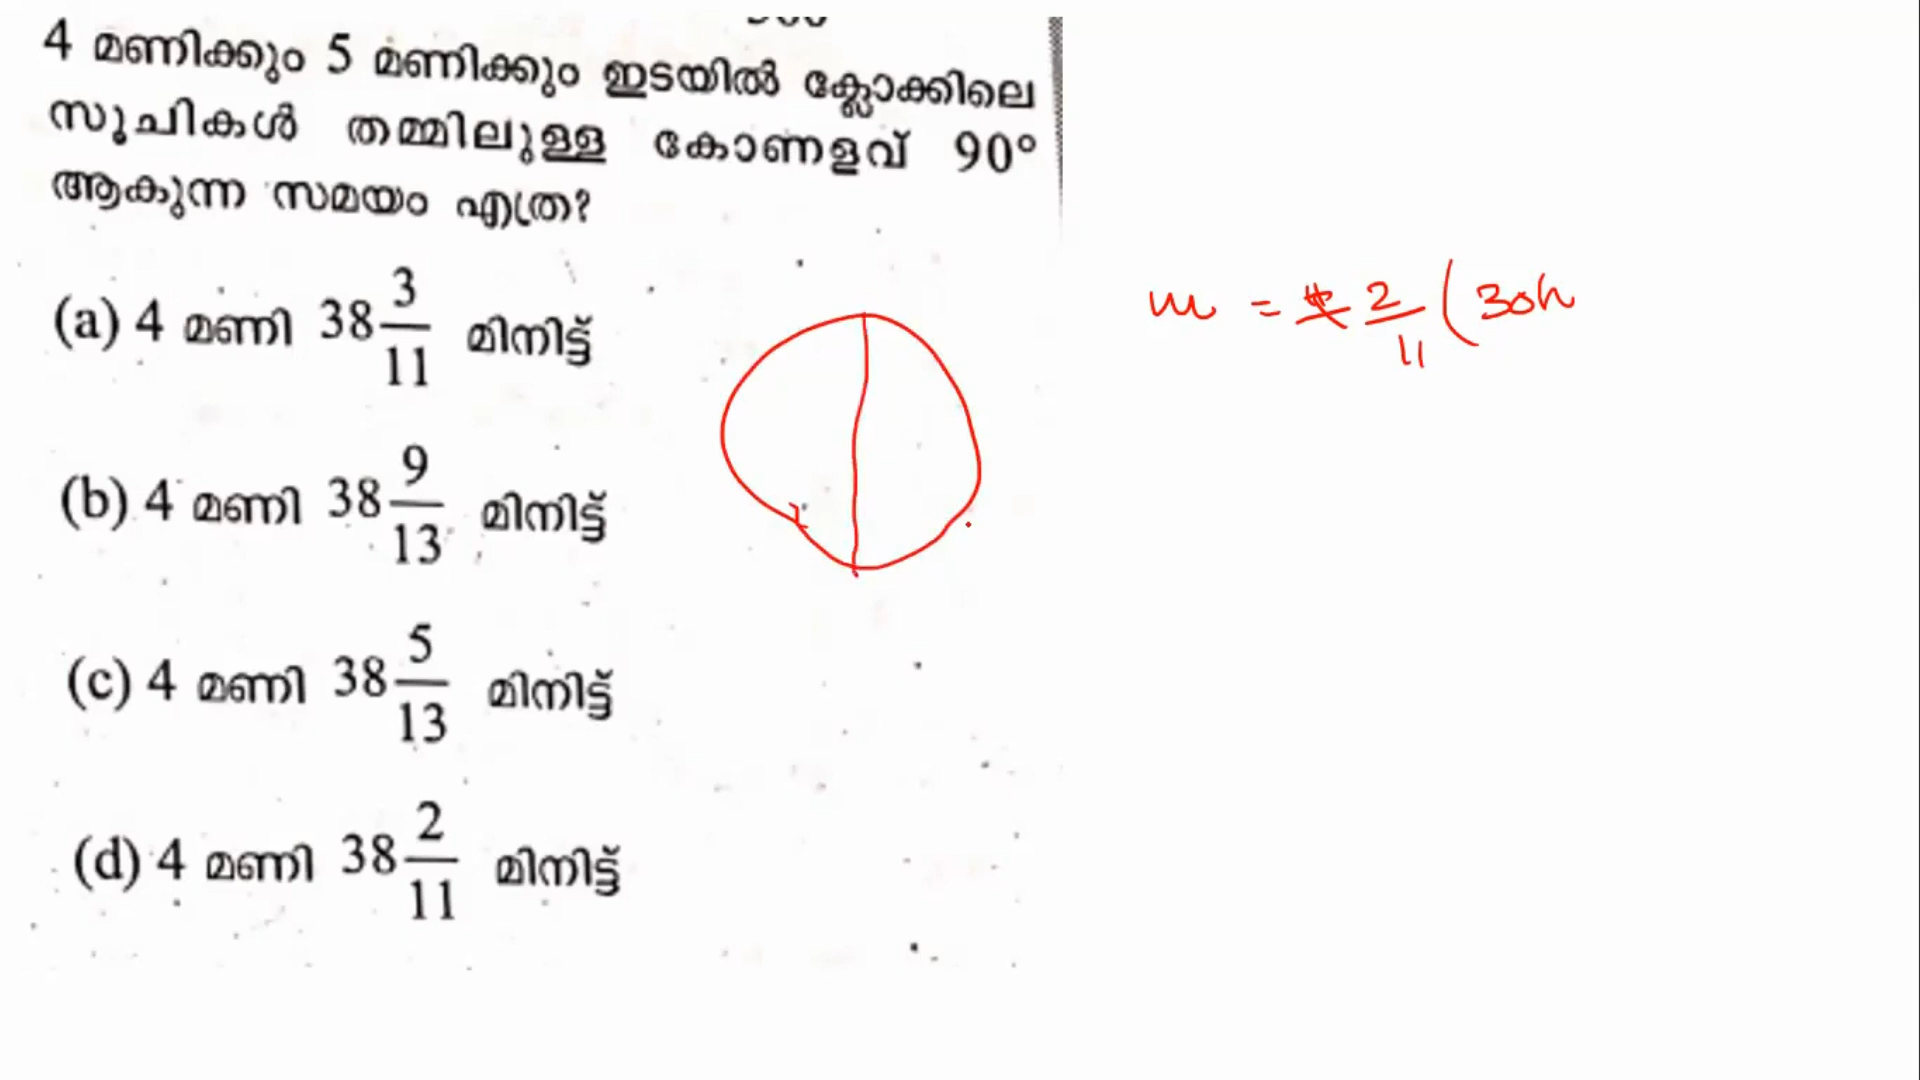 4 മണിക്കും 5 മണിക്കും ഇടയിൽ ക്ലോക്കിലെ
സൂചികൾ തമ്മിലുള്ള കോണളവ് 90°
ആകുന്ന സമയം എത്ര?
(a) 4 മണി 38 3/11 മിനിട്ട്
(b) 4 മണി 38 9/13 മിനിട്ട്
(c) 4 മണി 38 5/13 മിനിട്ട്
(d) 4 മണി 38 2/11 മിനിട്ട്
m = 2/11 (30h